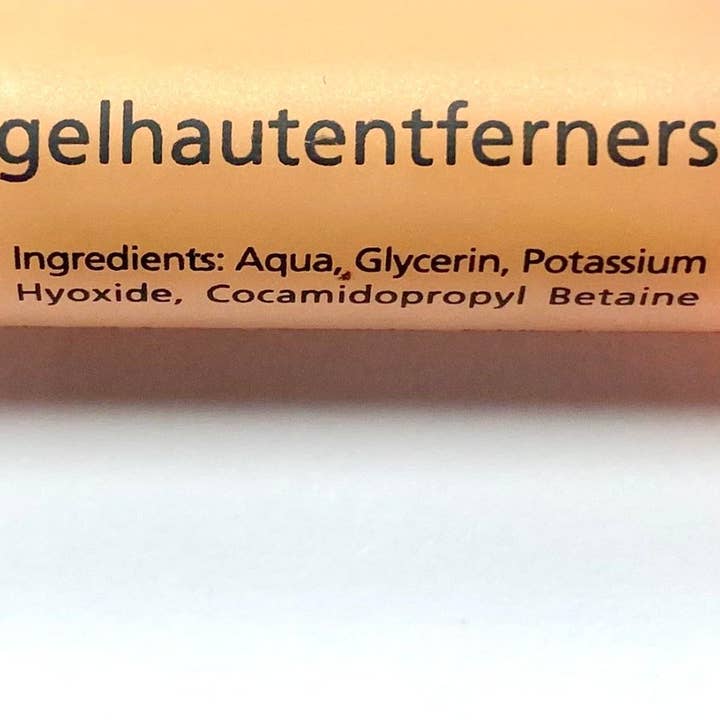 gelhautentferners
Ingredients: Aqua, Glycerin, Potassium
Hyoxide, Cocamidopropyl Betaine